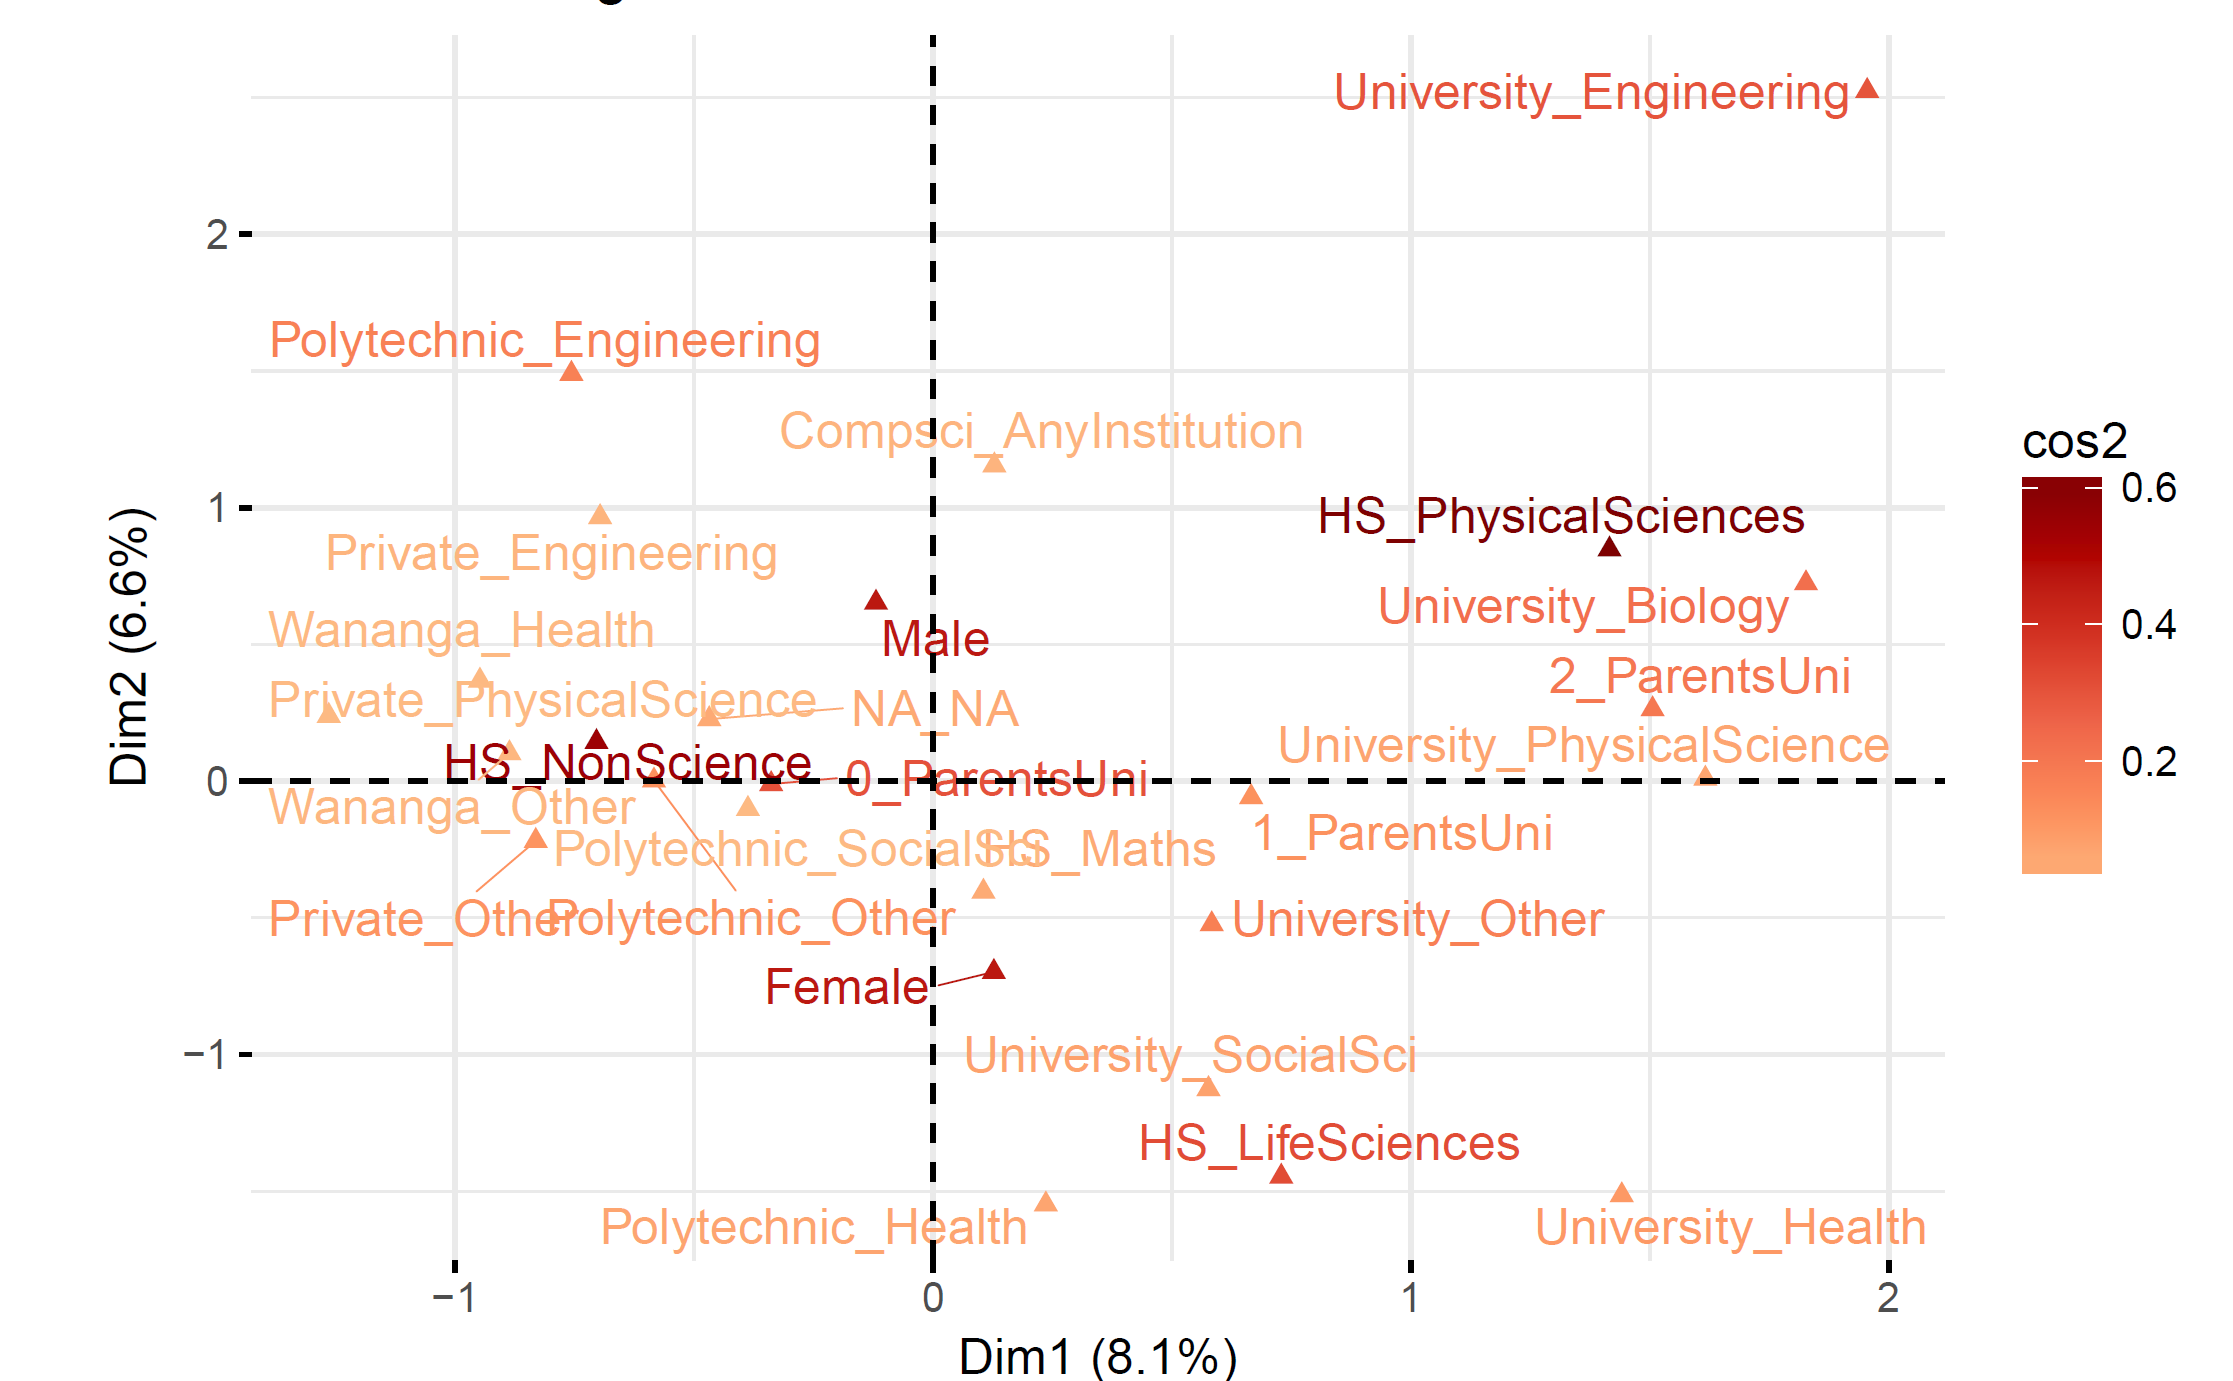 University_Engineering
2
Polytechnic_Engineering
Compsci_AnyInstitution
cos2
0.6
1
HS_PhysicalSciences
Private_Engineering
University_Biology
0.4
Wananga_Health
Male
2_ParentsUni
Private_PhysicalScience
NA_NA
University_PhysicalScience
0.2
HS_NonScience
0
0_ParentsUni
Wananga_Other
1_ParentsUni
Polytechnic_SocialSci
HS_Maths
Private_Other
Polytechnic_Other
University_Other
Female
−1
University_SocialSci
HS_LifeSciences
Polytechnic_Health
University_Health
−1
0
1
2
Dim1 (8.1%)
Dim2 (6.6%)